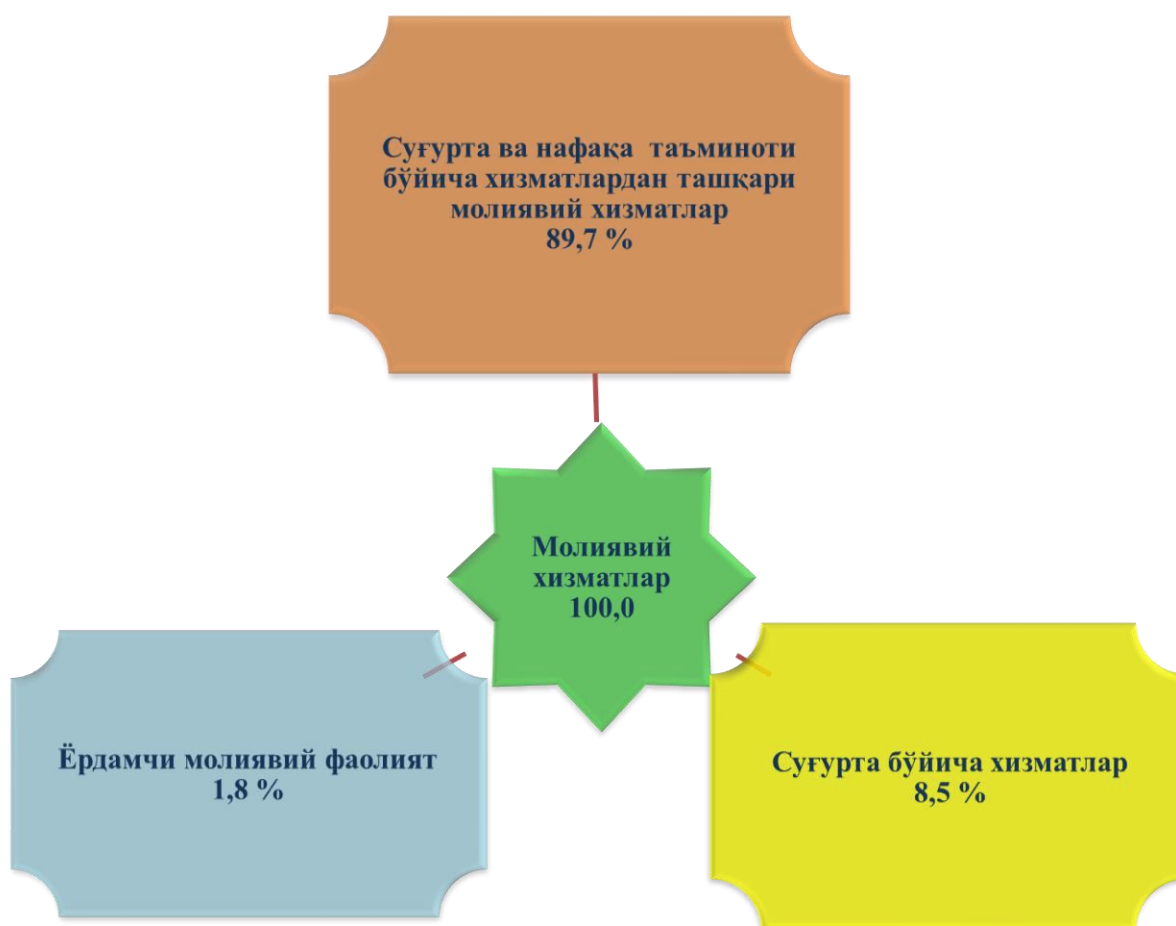 Суғурта ва нафақа таъминоти
бўйича хизматлардан ташқари
молиявий хизматлар
89,7 %
Молиявий
хизматлар
100,0
Ёрдамчи молиявий фаолият
1,8 %
Суғурта бўйича хизматлар
8,5 %